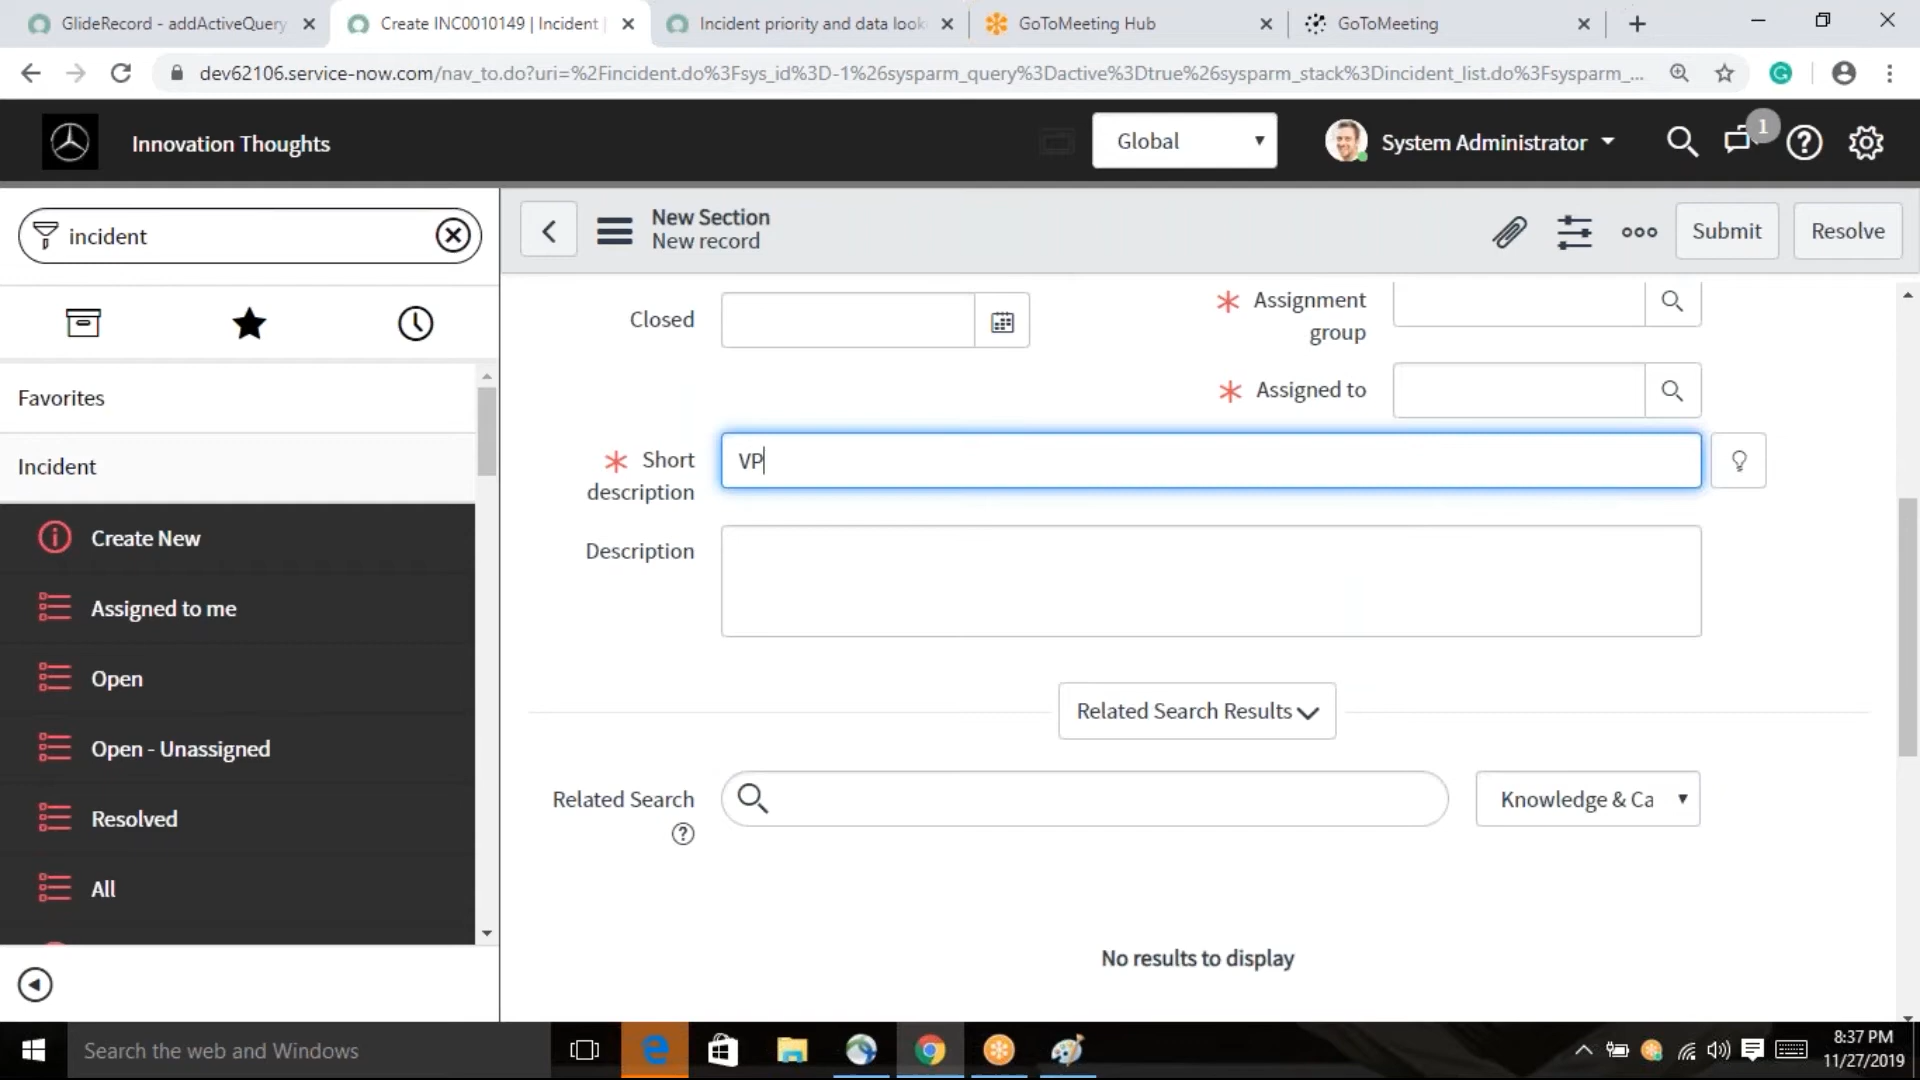 GlideRecord - addActiveQuery
Create INC0010149 | Incident |
Incident priority and data look
GoToMeeting Hub
GoToMeeting
dev62106.service-now.com/nav_to.do?uri=%2Fincident.do%3Fsys_id%3D-1%26sysparm_query%3Dactive%3Dtrue%26sysparm_stack%3Dincident_list.do%3Fsysparm_...
Innovation Thoughts
Global
System Administrator
1
incident
New Section
New record
Submit
Resolve
Closed
Assignment
group
Assigned to
Short
description
VP
Description
Favorites
Incident
Create New
Assigned to me
Open
Open - Unassigned
Resolved
All
Related Search Results
Related Search
Knowledge & Ca
No results to display
Search the web and Windows
8:37 PM
11/27/2019